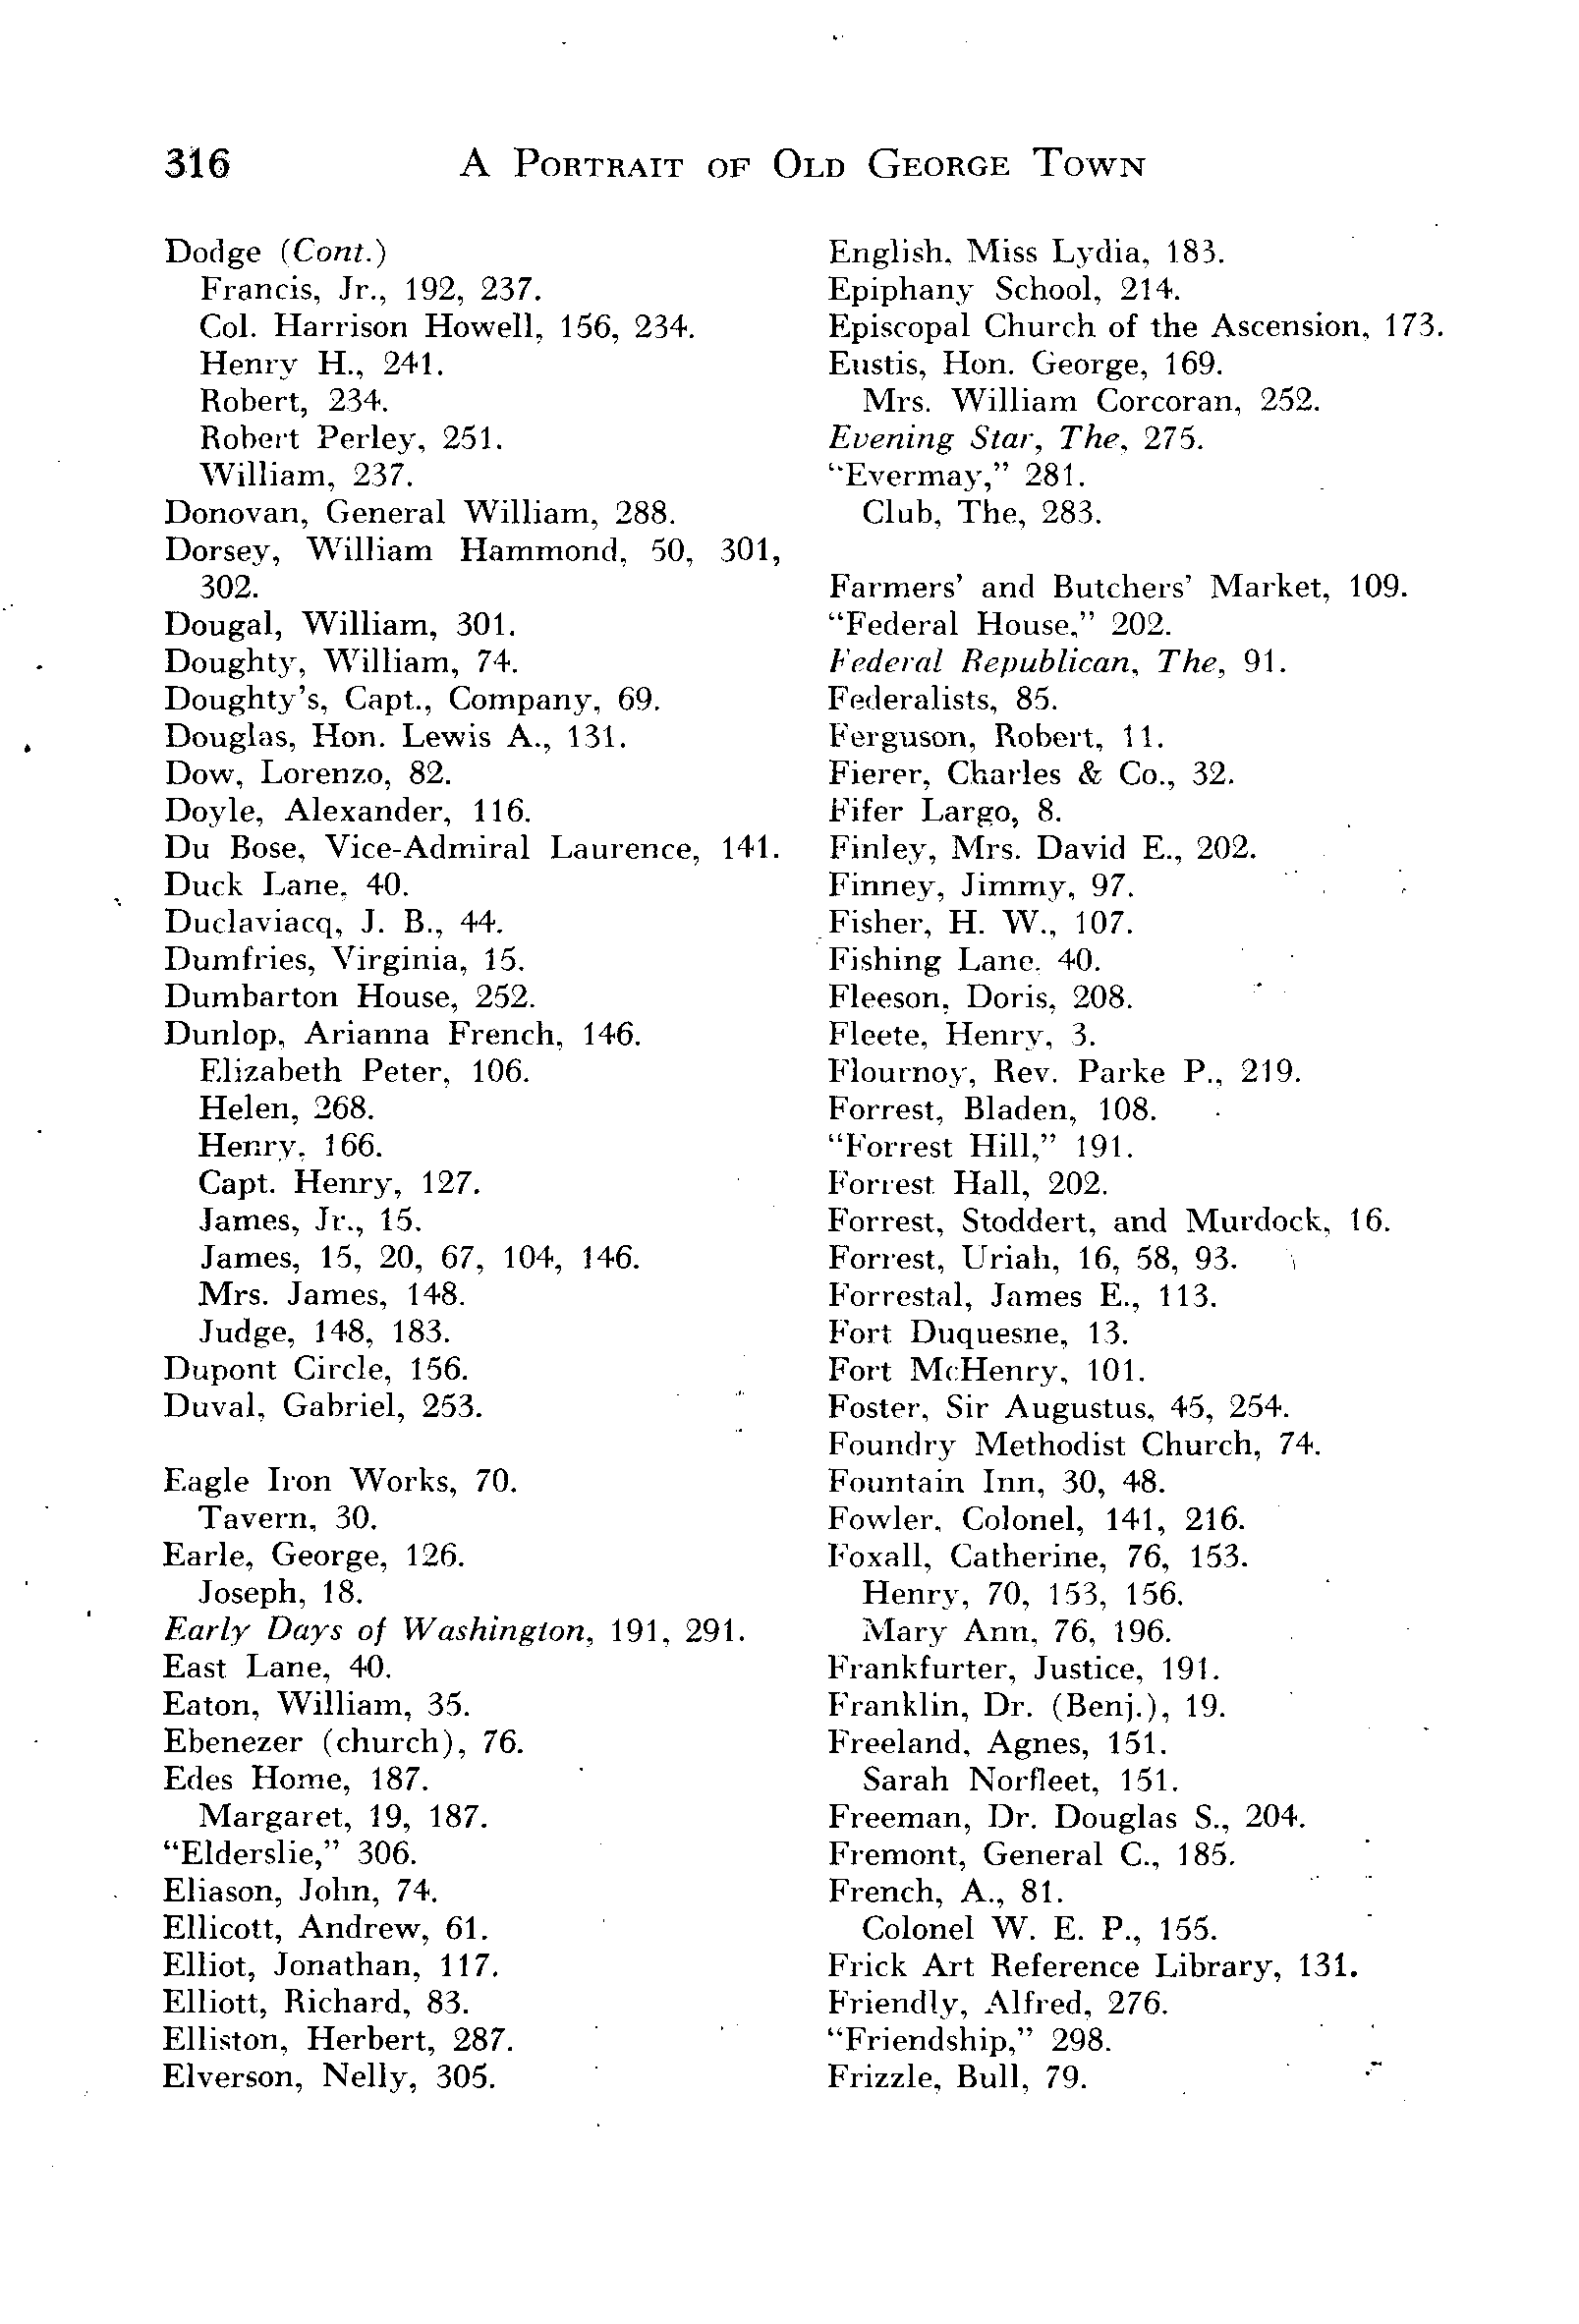 316 A Portrait of Old George Town
Dodge (Cont.)
Francis, Jr., 192, 237.
Col. Harrison Howell, 156, 234.
Henry H., 241.
Robert, 234.
Robert Perley, 251.
William, 237.
Donovan, General William, 288.
Dorsey, William Hammond, 50, 301,
302.
Dougal, William, 301.
Doughty, William, 74.
Doughty's, Capt., Company, 69.
Douglas, Hon. Lewis A., 131.
Dow, Lorenzo, 82.
Doyle, Alexander, 116.
Du Bose, Vice-Admiral Laurence, 141.
Duck Lane, 40.
Duclaviacq, J. B., 44.
Dumfries, Virginia, 15.
Dumbarton House, 252.
Dunlop, Arianna French, 146.
Elizabeth Peter, 106.
Helen, 268.
Henry, 166.
Capt. Henry, 127.
James, Jr., 15.
James, 15, 20, 67, 104, 146.
Mrs. James, 148.
Judge, 148, 183.
Dupont Circle, 156.
Duval, Gabriel, 253.
Eagle Iron Works, 70.
Tavern, 30.
Earle, George, 126.
Joseph, 18.
Early Days of Washington, 191, 291.
East Lane, 40.
Eaton, William, 35.
Ebenezer (church), 76.
Edes Home, 187.
Margaret, 19, 187.
"Elderslie," 306.
Eliason, John, 74.
Ellicott, Andrew, 61.
Elliot, Jonathan, 117.
Elliott, Richard, 83.
Elliston, Herbert, 287.
Elverson, Nelly, 305.
English, Miss Lydia, 183.
Epiphany School, 214.
Episcopal Church of the Ascension, 173.
Eustis, Hon. George, 169.
Mrs. William Corcoran, 252.
Evening Star, The, 275.
"Evermay," 281.
Club, The, 283.
Farmers' and Butchers' Market, 109.
"Federal House," 202.
Federal Republican, The, 91.
Federalists, 85.
Ferguson, Robert, 11.
Fierer, Charles & Co., 32.
Fifer Largo, 8.
Finley, Mrs. David E., 202.
Finney, Jimmy, 97.
Fisher, H. W., 107.
Fishing Lane, 40.
Fleeson, Doris, 208.
Fleete, Henry, 3.
Flournoy, Rev. Parke P., 219.
Forrest, Bladen, 108.
"Forrest Hill," 191.
Forrest Hall, 202.
Forrest, Stoddert, and Murdock, 16.
Forrest, Uriah, 16, 58, 93.
Forrestal, James E., 113.
Fort Duquesne, 13.
Fort McHenry, 101.
Foster, Sir Augustus, 45, 254.
Foundry Methodist Church, 74.
Fountain Inn, 30, 48.
Fowler, Colonel, 141, 216.
Foxall, Catherine, 76, 153.
Henry, 70, 153, 156.
Mary Ann, 76, 196.
Frankfurter, Justice, 191.
Franklin, Dr. (Benj.), 19.
Freeland, Agnes, 151.
Sarah Norfleet, 151.
Freeman, Dr. Douglas S., 204.
Fremont, General C., 185.
French, A., 81.
Colonel W. E. P., 155.
Frick Art Reference Library, 131.
Friendly, Alfred, 276.
"Friendship," 298.
Frizzle, Bull, 79.